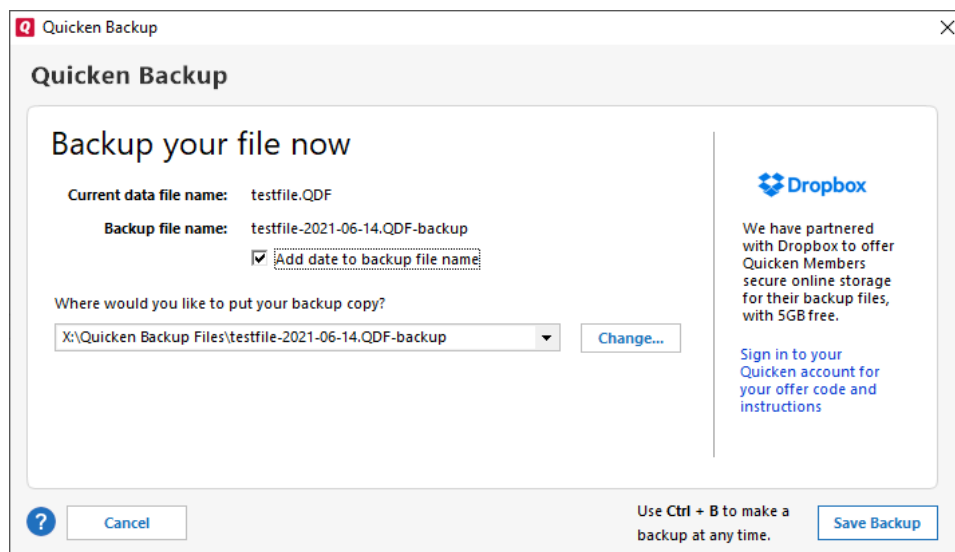 Quicken Backup
Quicken Backup
Backup your file now
Current data file name: testfile.QDF
Backup file name: testfile-2021-06-14.QDF-backup
Add date to backup file name
Where would you like to put your backup copy?
X:\Quicken Backup Files\testfile-2021-06-14.QDF-backup
Change...
Dropbox
We have partnered
with Dropbox to offer
Quicken Members
secure online storage
for their backup files,
with 5GB free.
Sign in to your
Quicken account for
your offer code and
instructions
?
Cancel
Use Ctrl + B to make a
backup at any time.
Save Backup